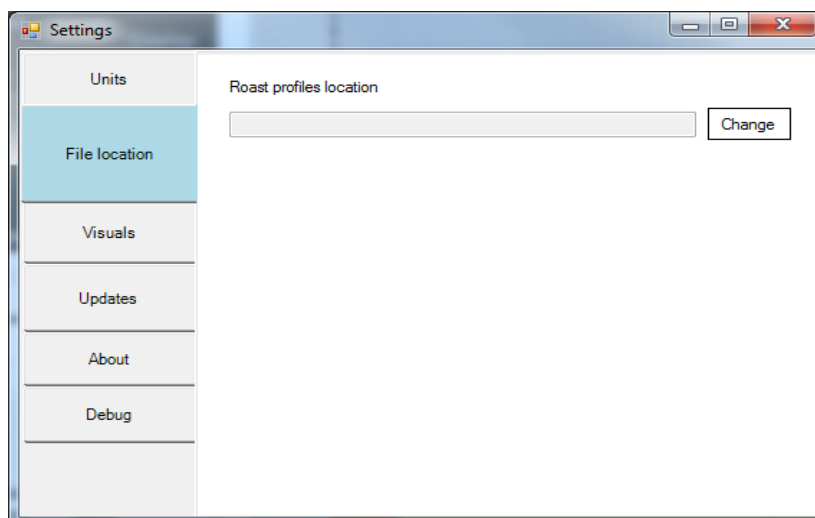 Settings
Units
File location
Visuals
Updates
About
Debug
Roast profiles location
Change